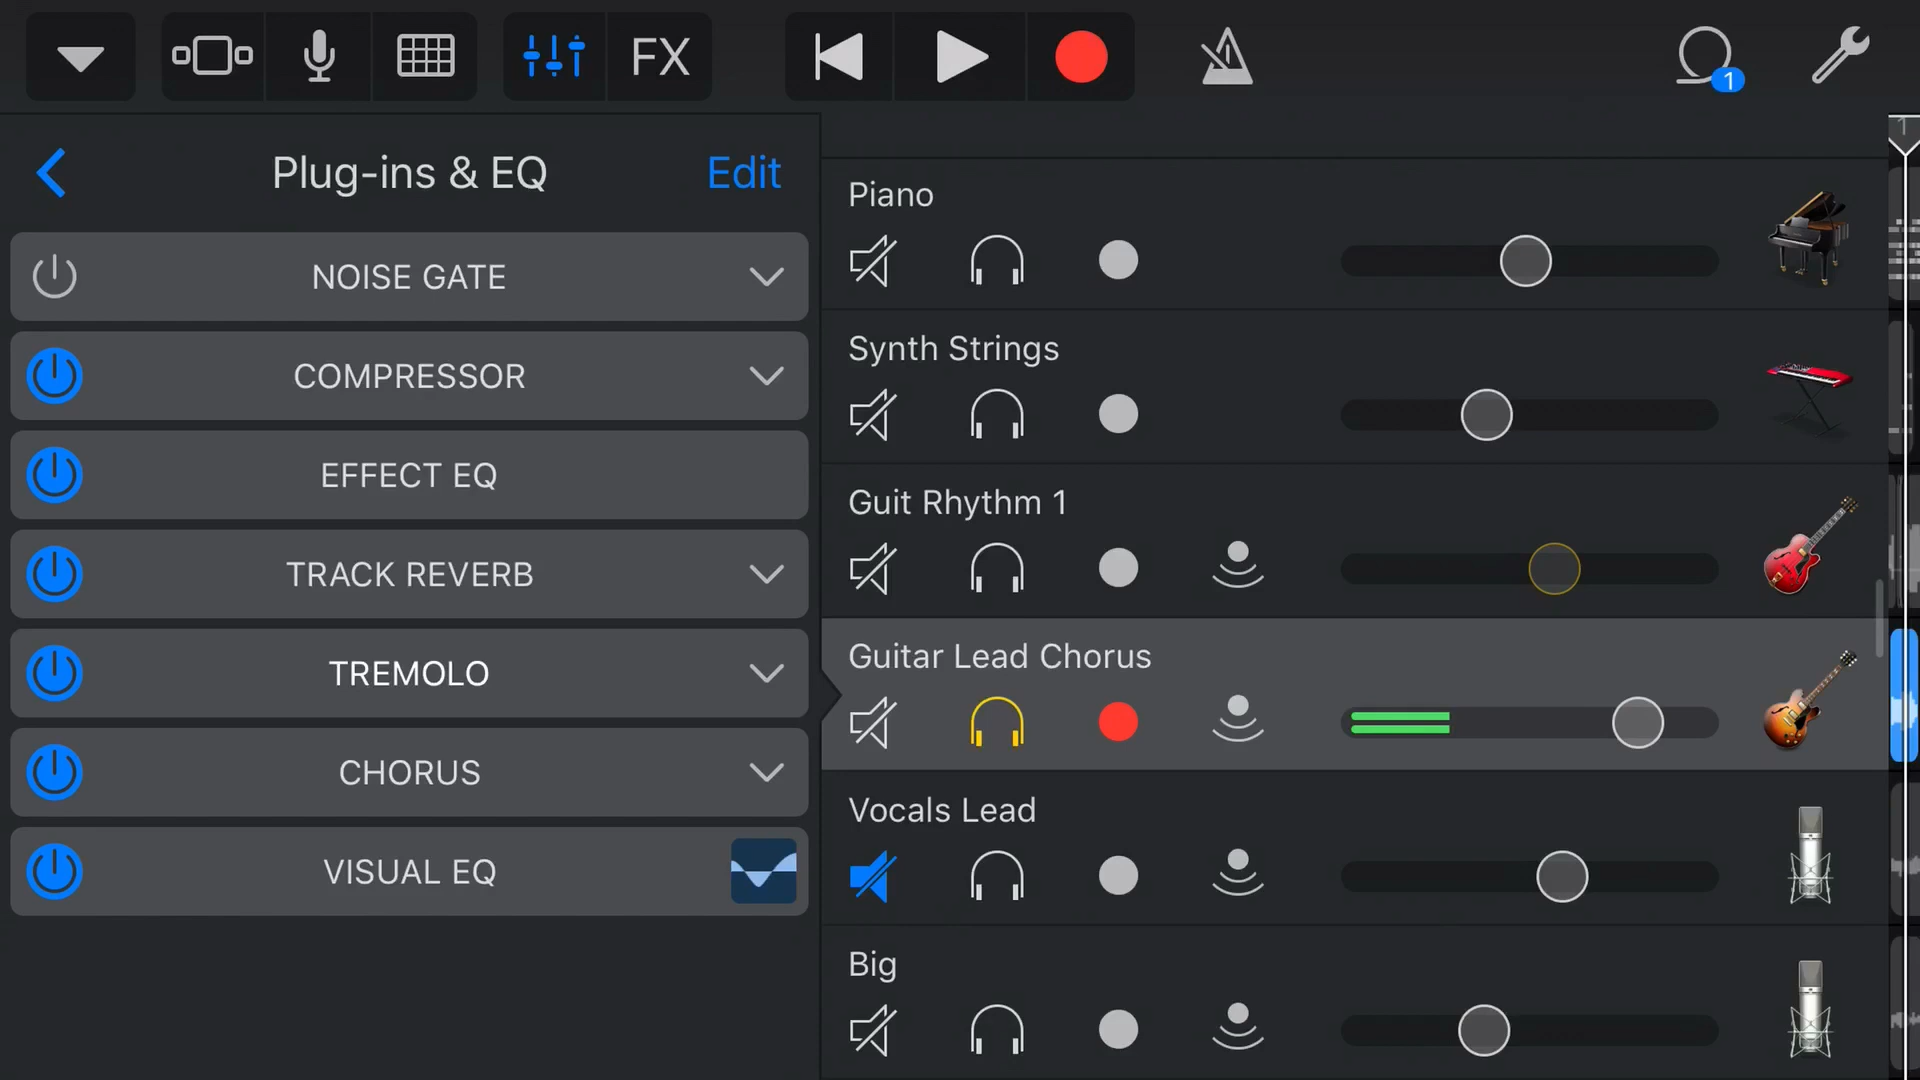 FX
1
Plug-ins & EQ
Edit
NOISE GATE
COMPRESSOR
EFFECT EQ
TRACK REVERB
TREMOLO
CHORUS
VISUAL EQ
1
Piano
Synth Strings
Guit Rhythm 1
Guitar Lead Chorus
Vocals Lead
Big